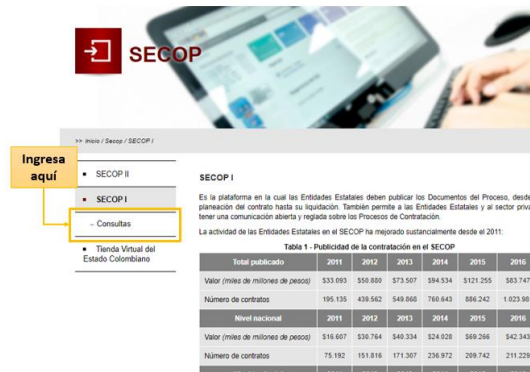 SECOP
>> Inicio / Secop / SECOP I
Ingresa
aquí
SECOP II
SECOP I
– Consultas
Tienda Virtual del
Estado Colombiano
SECOP I
Es la plataforma en la cual las Entidades Estatales deben publicar los Documentos del Proceso, desde
planeación del contrato hasta su liquidación. También permite a las Entidades Estatales y al sector priva
tener una comunicación abierta y reglada sobre los Procesos de Contratación.
La actividad de las Entidades Estatales en el SECOP ha mejorado sustancialmente desde el 2011:
Tabla 1 - Publicidad de la contratación en el SECOP
Total publicado 2011 2012 2013 2014 2015 2016
Valor (miles de millones de pesos) $33.093 $50.880 $73.507 $94.534 $121.255 $83.747
Número de contratos 195.135 439.562 549.868 760.643 886.242 1.023.98
Nivel nacional 2011 2012 2013 2014 2015 2016
Valor (miles de millones de pesos) $16.607 $30.764 $40.334 $24.028 $69.266 $42.343
Número de contratos 75.192 151.816 171.307 236.972 209.742 211.229